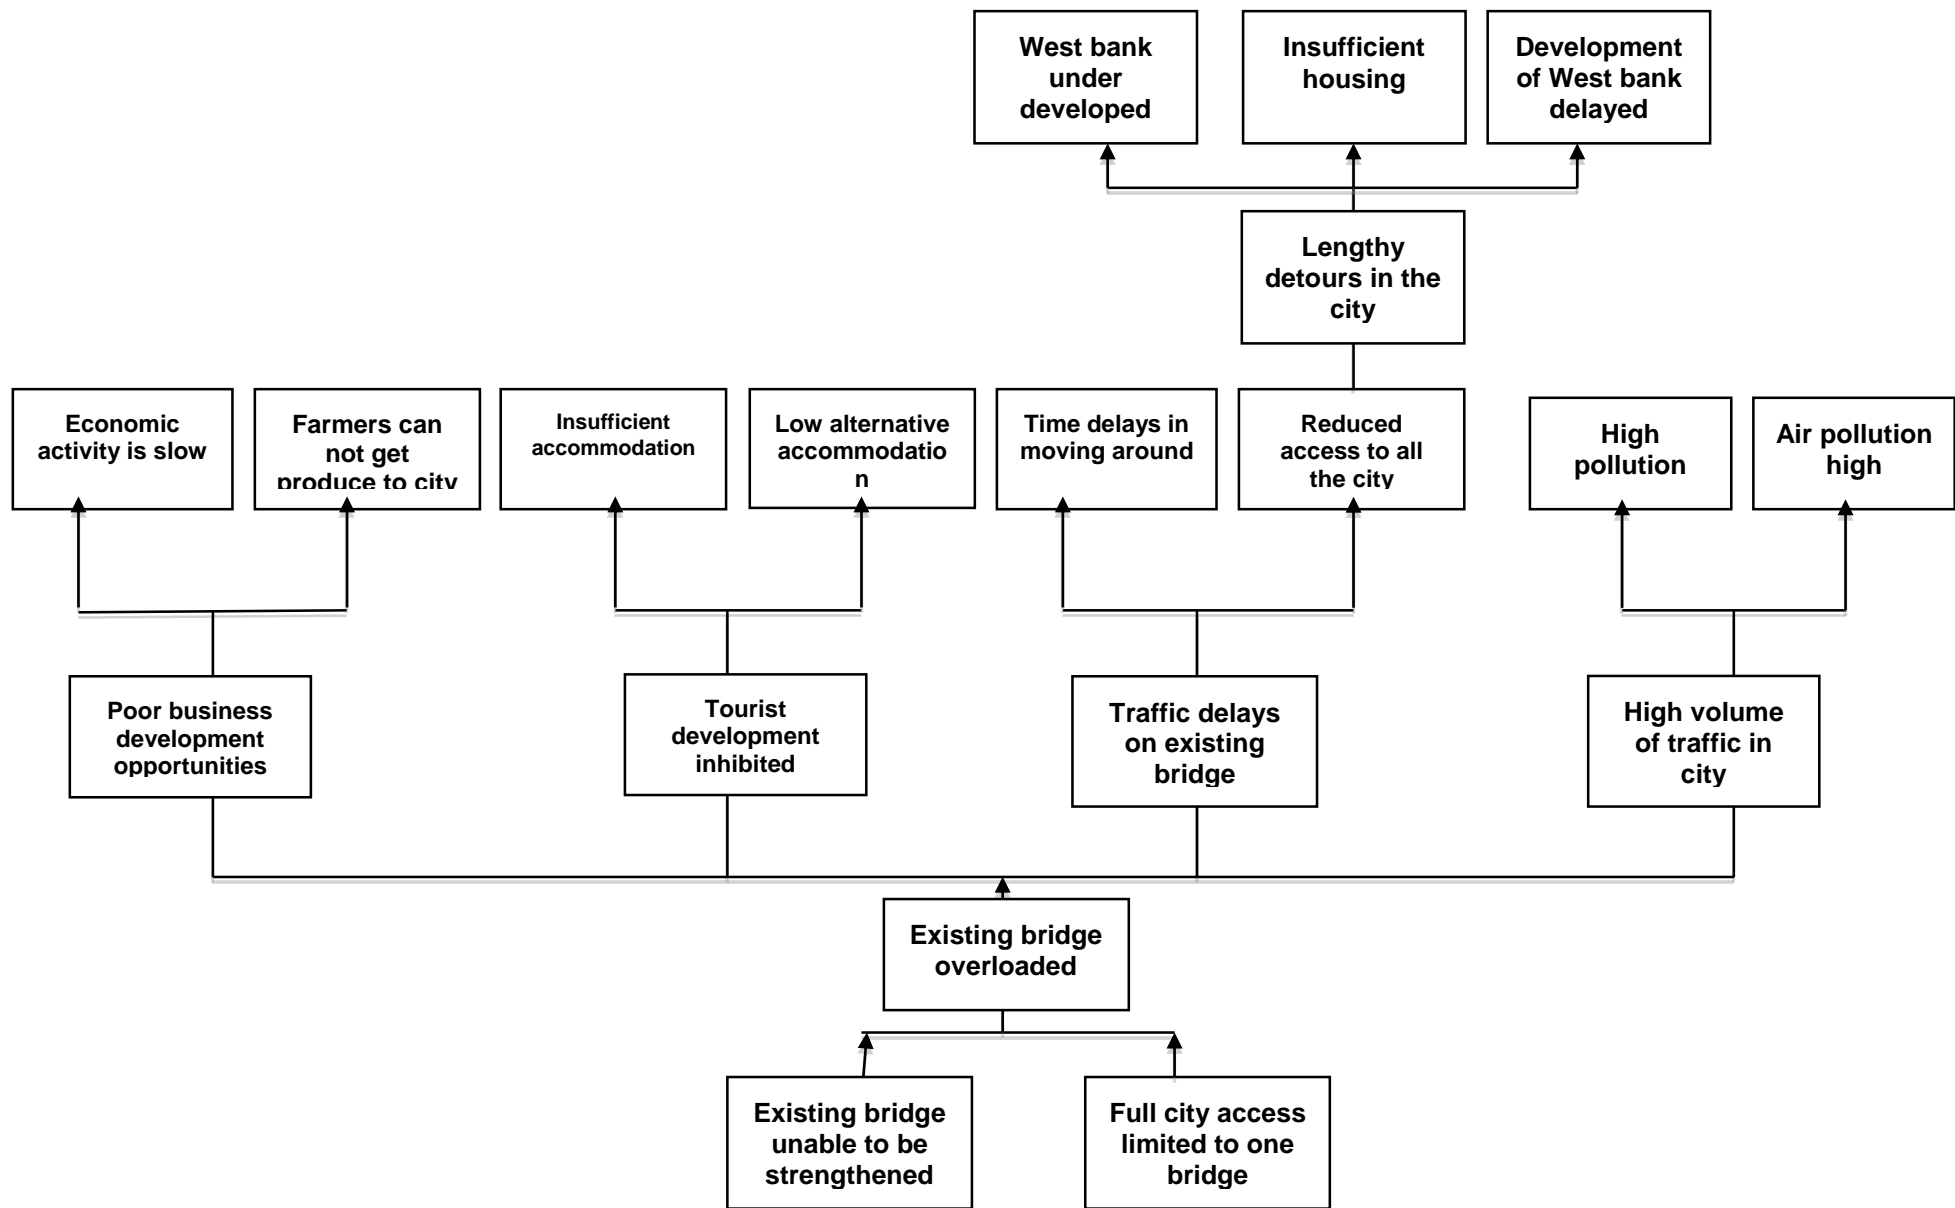 West bank
under
developed
Insufficient
housing
Development
of West bank
delayed
Lengthy
detours in the
city
Economic
activity is slow
Farmers can
not get
produce to city
Insufficient
accommodation
Low alternative
accommodatio
n
Time delays in
moving around
Reduced
access to all
the city
High
pollution
Air pollution
high
Poor business
development
opportunities
Tourist
development
inhibited
Traffic delays
on existing
bridge
High volume
of traffic in
city
Existing bridge
overloaded
Existing bridge
unable to be
strengthened
Full city access
limited to one
bridge